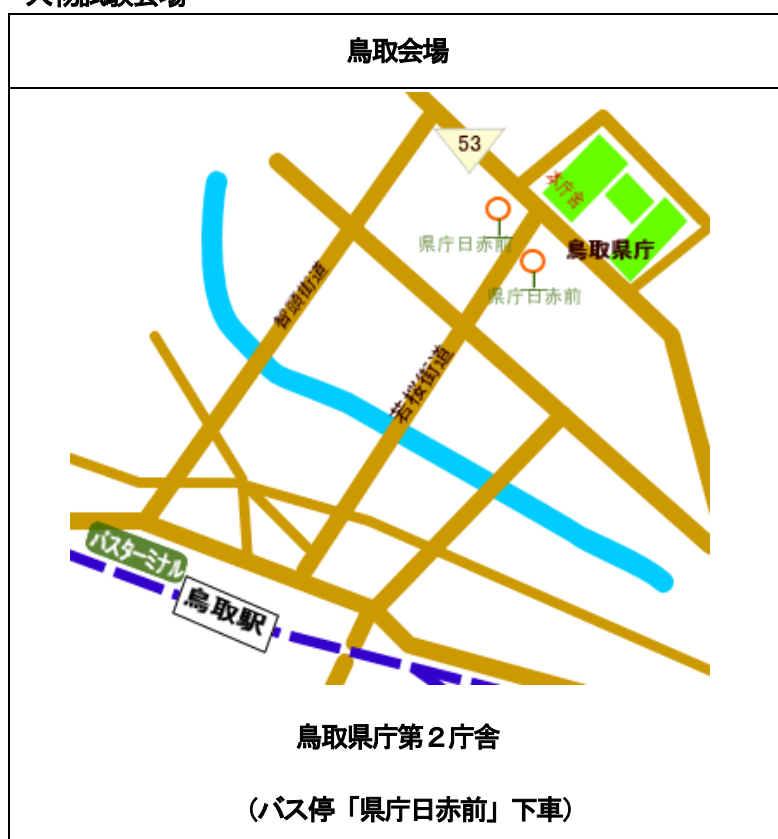 鳥取会場
53
本庁舎
県庁日赤前
鳥取県庁
県庁日赤前
智頭街道
若桜街道
バスターミナル
鳥取駅
鳥取県庁第２庁舎
（バス停「県庁日赤前」下車）